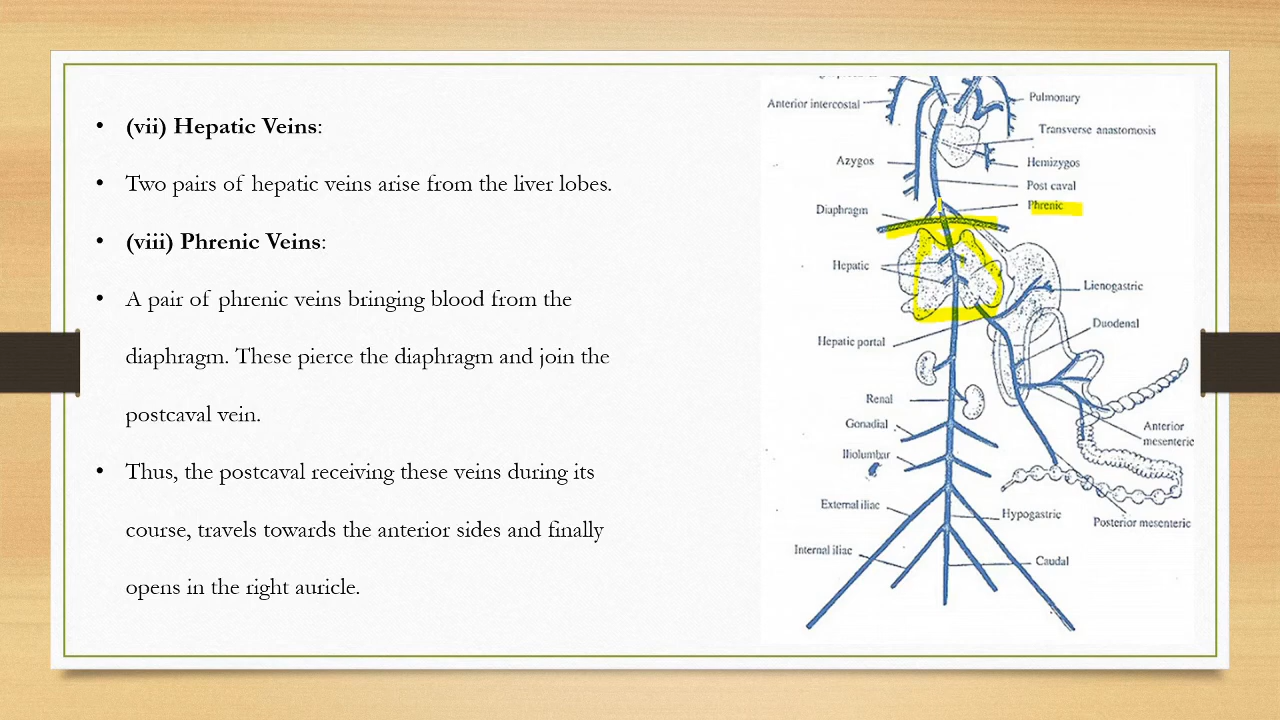 • (vii) Hepatic Veins:
• Two pairs of hepatic veins arise from the liver lobes.
• (viii) Phrenic Veins:
• A pair of phrenic veins bringing blood from the
diaphragm. These pierce the diaphragm and join the
postcaval vein.
• Thus, the postcaval receiving these veins during its
course, travels towards the anterior sides and finally
opens in the right auricle.
Anterior intercostal
Pulmonary
Transverse anastomosis
Azygos
Hemizygos
Post caval
Phrenic
Diaphragm
Hepatic
Lienogastric
Duodenal
Hepatic portal
Renal
Gonadial
Anterior
mesenteric
Iliolumbar
External iliac
Hypogastric
Posterior mesenteric
Internal iliac
Caudal